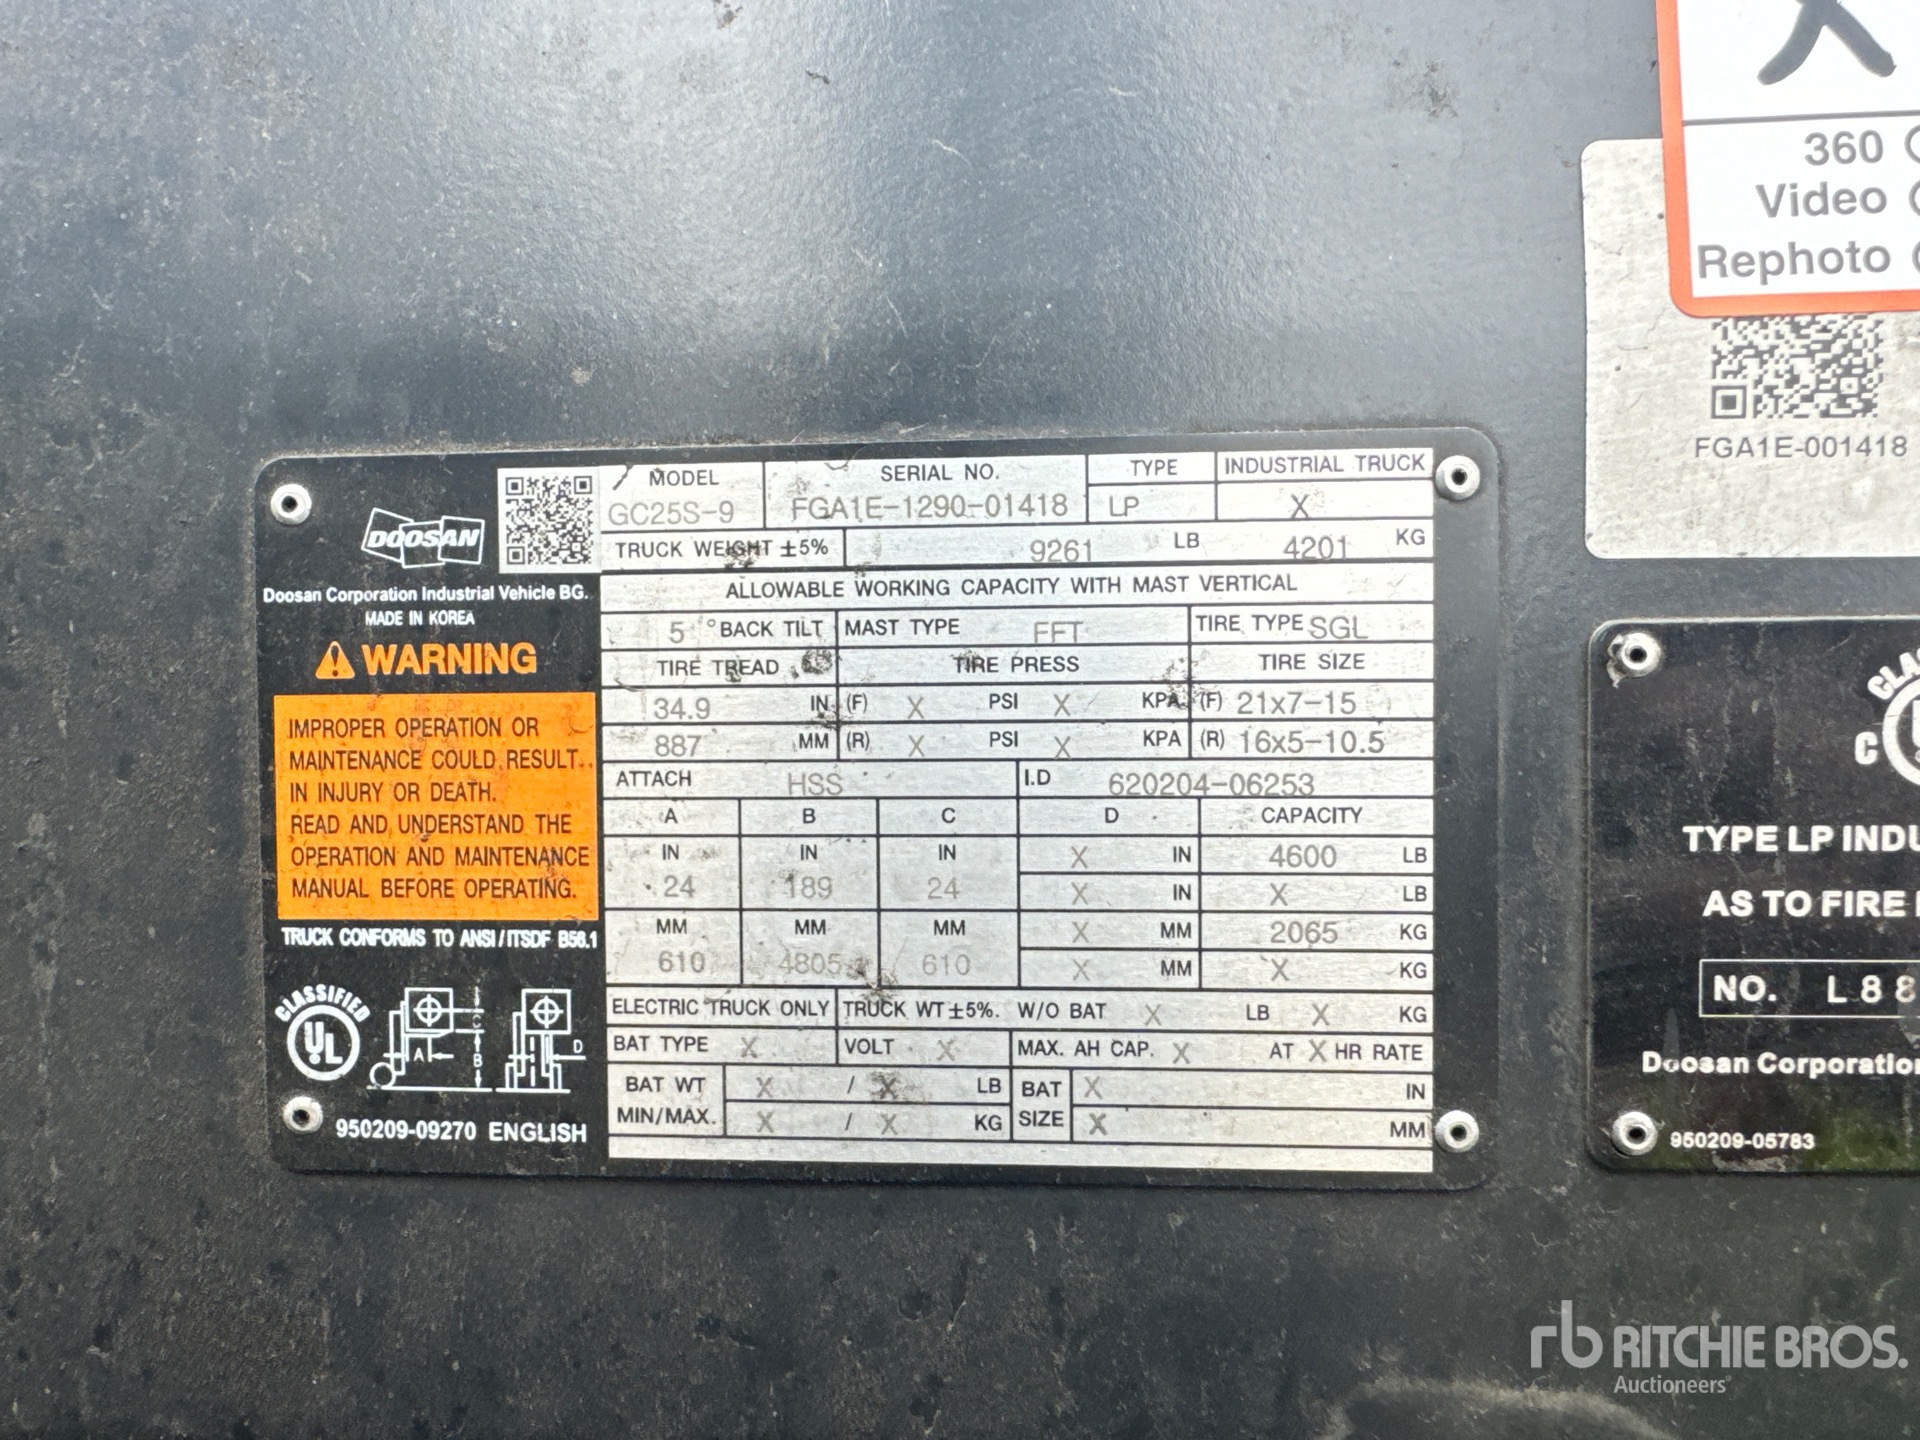 X
360
Video
Rephoto
FGA1E-001418
DOOSAN
Doosan Corporation Industrial Vehicle BG.
MADE IN KOREA
WARNING
IMPROPER OPERATION OR
MAINTENANCE COULD RESULT
IN INJURY OR DEATH.
READ AND UNDERSTAND THE
OPERATION AND MAINTENANCE
MANUAL BEFORE OPERATING.
TRUCK CONFORMS TO ANSI/ITSDF B56.1
CLASSIFIED
UL
A C B D
950209-09270 ENGLISH
MODEL SERIAL NO. TYPE INDUSTRIAL TRUCK
GC25S-9 FGA1E-1290-01418 LP X
TRUCK WEIGHT ±5% 9261 LB 4201 KG
ALLOWABLE WORKING CAPACITY WITH MAST VERTICAL
5 °BACK TILT MAST TYPE FFT TIRE TYPE SGL
TIRE TREAD TIRE PRESS TIRE SIZE
34.9 IN (F) X PSI X KPA (F) 21x7-15
887 MM (R) X PSI X KPA (R) 16x5-10.5
ATTACH HSS I.D 620204-06253
A B C D CAPACITY
IN IN IN X IN 4600 LB
24 189 24 X IN X LB
MM MM MM X MM 2065 KG
610 4805 610 X MM X KG
ELECTRIC TRUCK ONLY TRUCK WT ±5%. W/O BAT X LB X KG
BAT TYPE X VOLT X MAX. AH CAP. X AT X HR RATE
BAT WT X / X LB BAT X IN
MIN/MAX. X / X KG SIZE X MM
C
TYPE LP INDU
AS TO FIRE
NO. L88
Doosan Corporation
950209-05783
rb RITCHIE BROS.
Auctioneers